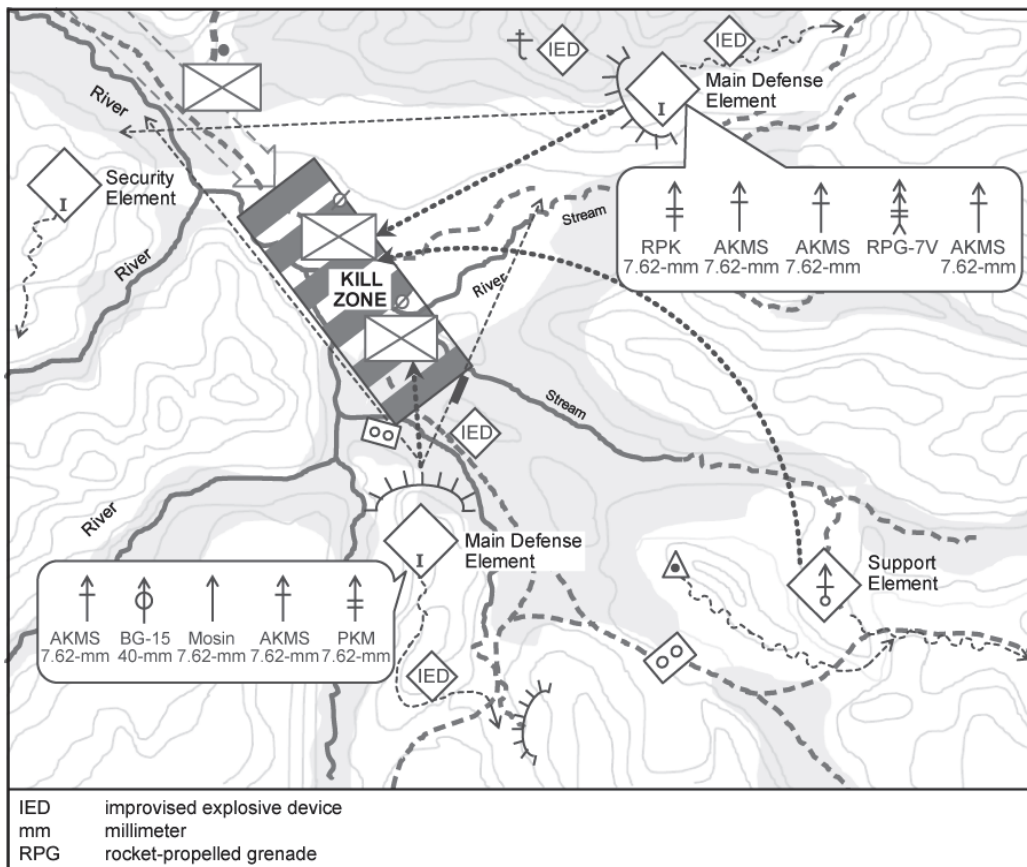 IED
IED
Main Defense
Element
I
River
Security
Element
I
River
RPK
7.62-mm
AKMS
7.62-mm
AKMS
7.62-mm
RPG-7V
AKMS
7.62-mm
Stream
River
KILL
ZONE
Stream
IED
River
Main Defense
Element
I
Support
Element
AKMS
7.62-mm
BG-15
40-mm
Mosin
7.62-mm
AKMS
7.62-mm
PKM
7.62-mm
IED
IED improvised explosive device
mm millimeter
RPG rocket-propelled grenade